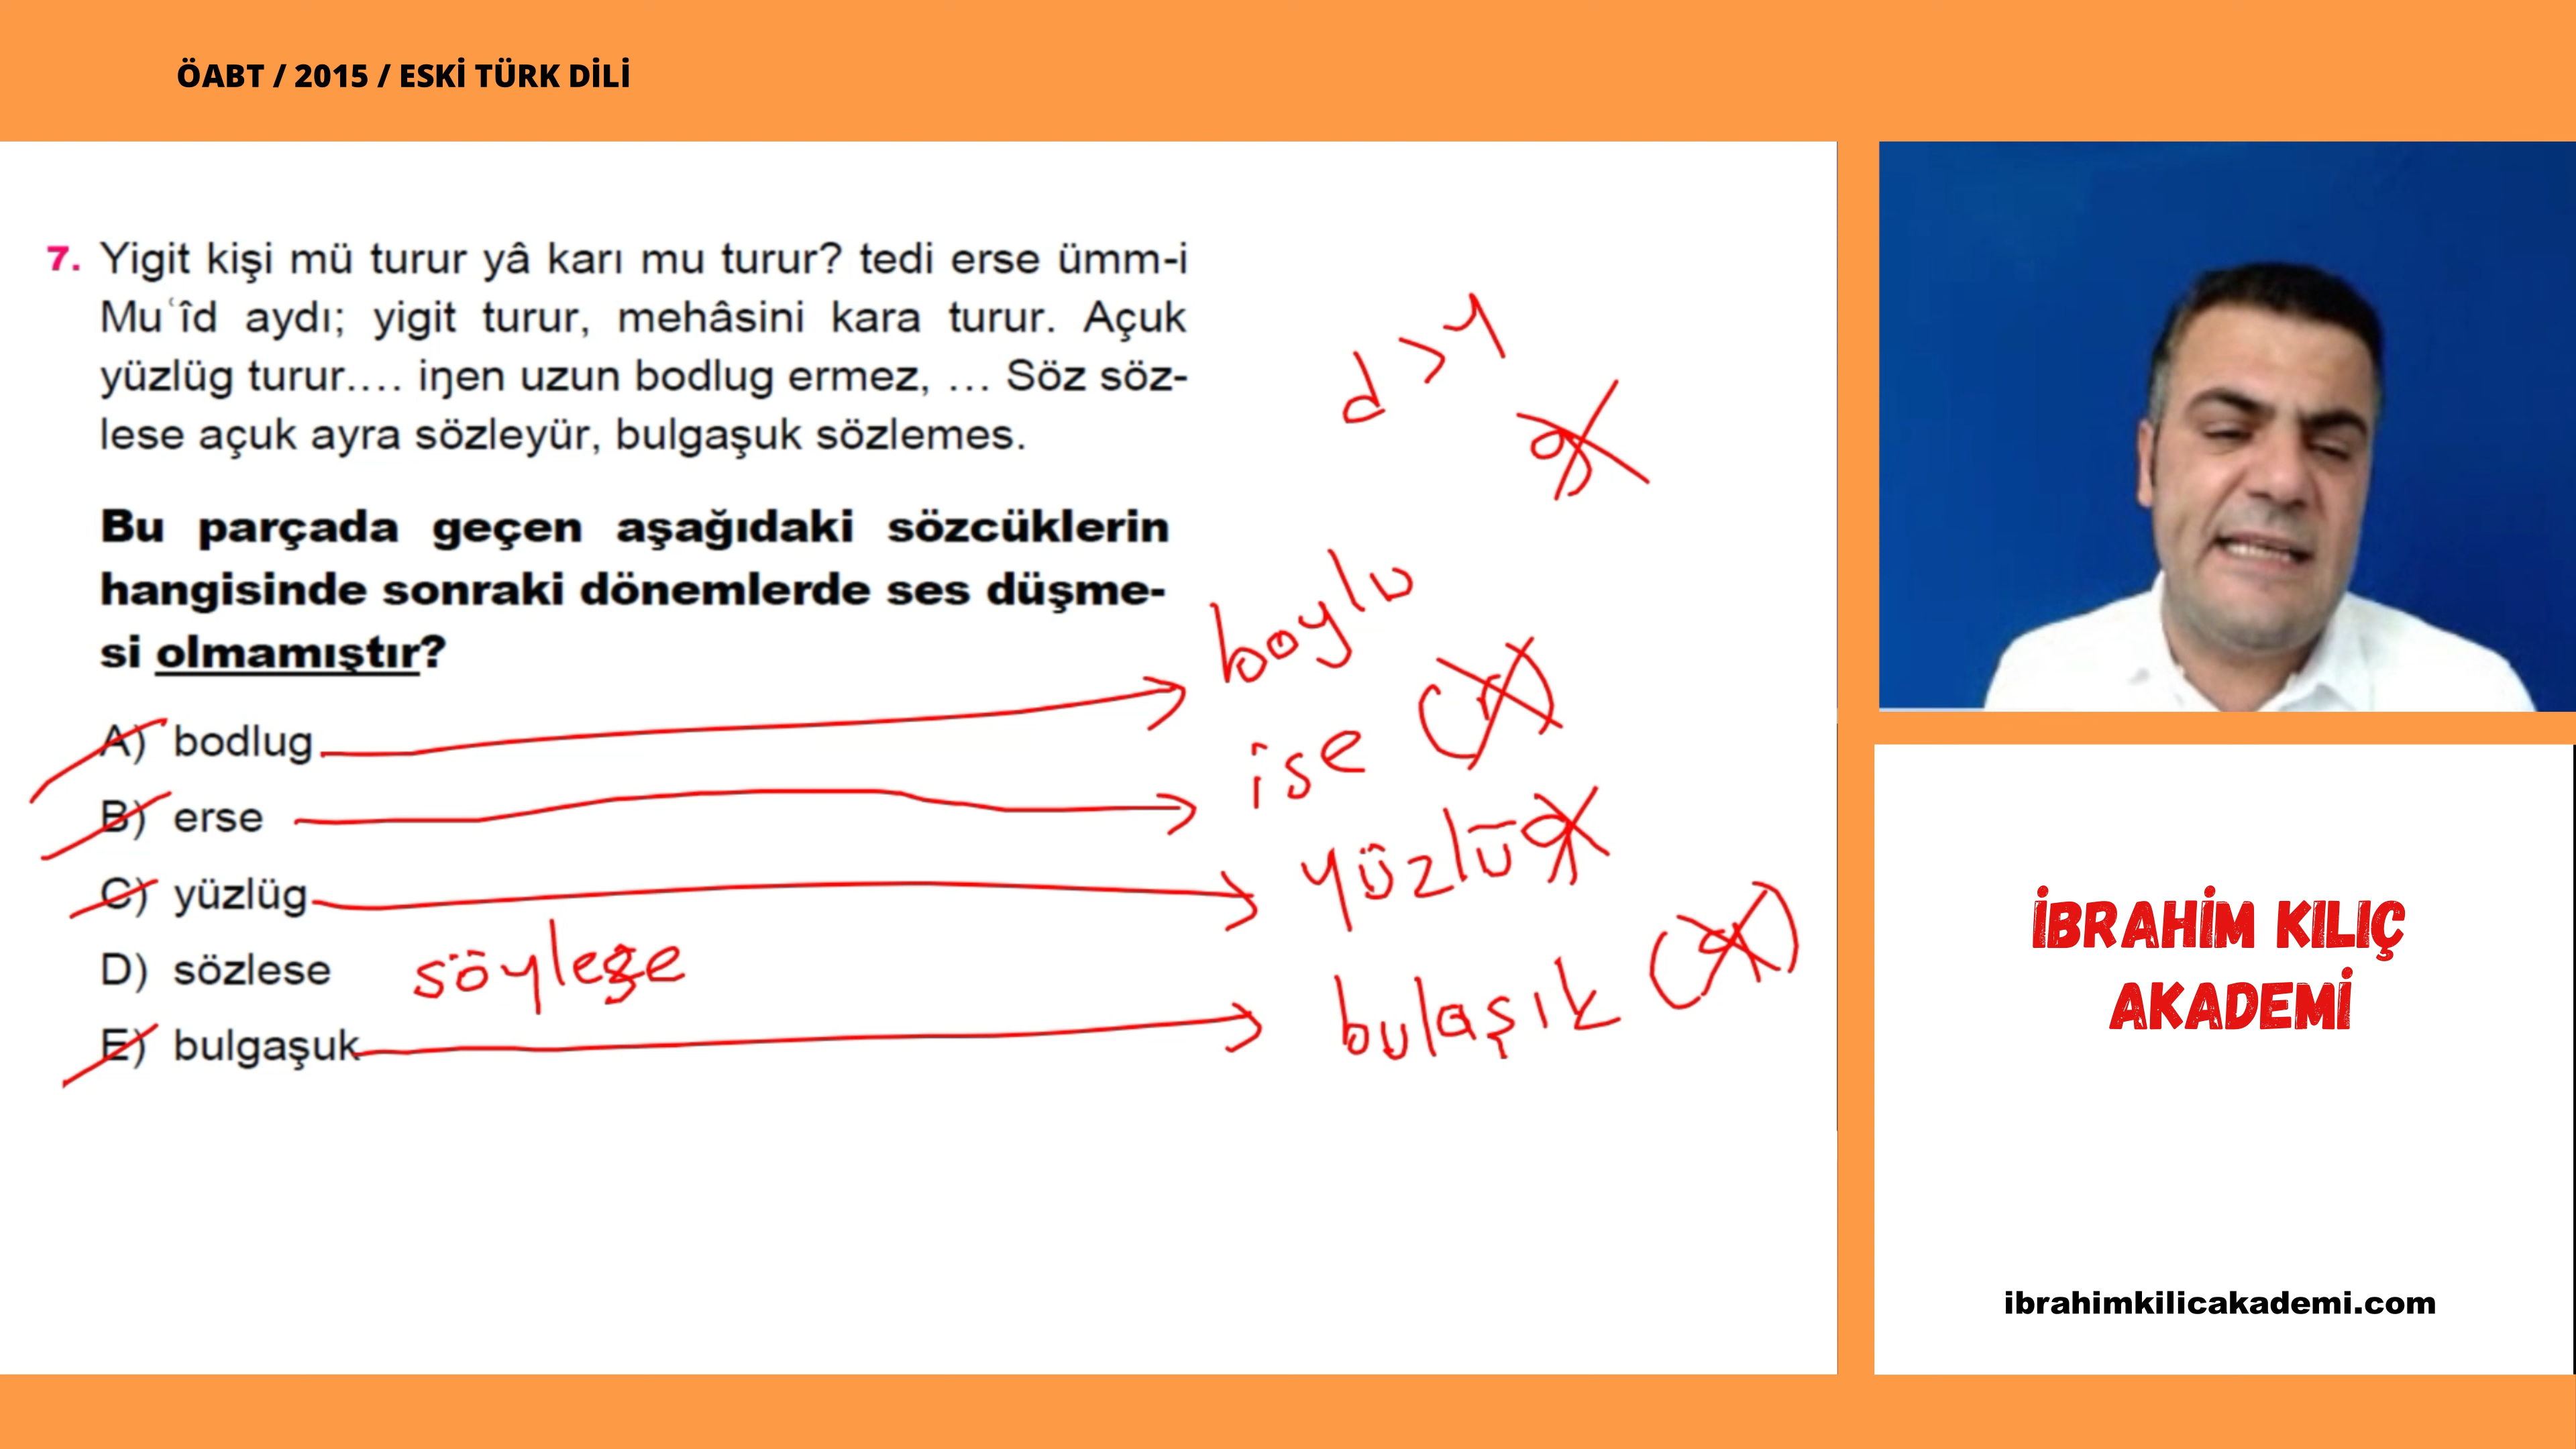 ÖABT / 2015 / ESKİ TÜRK DİLİ
7. Yigit kişi mü turur yâ karı mu turur? tedi erse ümm-i
Muʿîd aydı; yigit turur, mehâsini kara turur. Açuk
yüzlüg turur.... iŋen uzun bodlug ermez, ... Söz söz-
lese açuk ayra sözleyür, bulgaşuk sözlemes.
Bu parçada geçen aşağıdaki sözcüklerin
hangisinde sonraki dönemlerde ses düşme-
si olmamıştır?
A) bodlug
B) erse
C) yüzlüg
D) sözlese
E) bulgaşuk
d > y
g
boylu
ise (r)
yüzlüg
söylese
bulaşık (g)
İBRAHİM KILIÇ
AKADEMİ
ibrahimkilicakademi.com